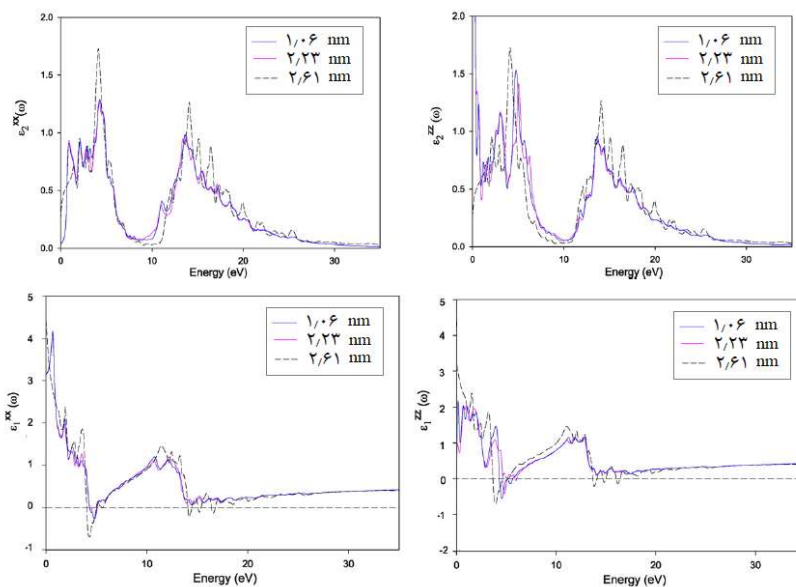 2.0
1.5
1.0
0.5
0.0
ε₂ˣˣ(ω)
۱٫۰۶ nm
۲٫۲۳ nm
۲٫۶۱ nm
0 10 20 30
Energy (eV)
2.0
1.5
1.0
0.5
0.0
ε₂ᶻᶻ(ω)
۱٫۰۶ nm
۲٫۲۳ nm
۲٫۶۱ nm
0 10 20 30
Energy (eV)
5
4
3
2
1
0
-1
ε₁ˣˣ(ω)
۱٫۰۶ nm
۲٫۲۳ nm
۲٫۶۱ nm
0 10 20 30
Energy (eV)
5
4
3
2
1
0
-1
-2
ε₁ᶻᶻ(ω)
۱٫۰۶ nm
۲٫۲۳ nm
۲٫۶۱ nm
0 10 20 30
Energy (eV)